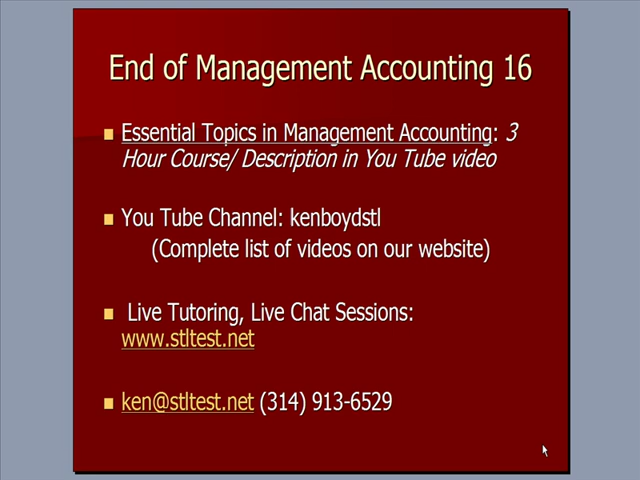 End of Management Accounting 16
Essential Topics in Management Accounting: 3
Hour Course/ Description in You Tube video
You Tube Channel: kenboydstl
(Complete list of videos on our website)
Live Tutoring, Live Chat Sessions:
www.stltest.net
ken@stltest.net (314) 913-6529